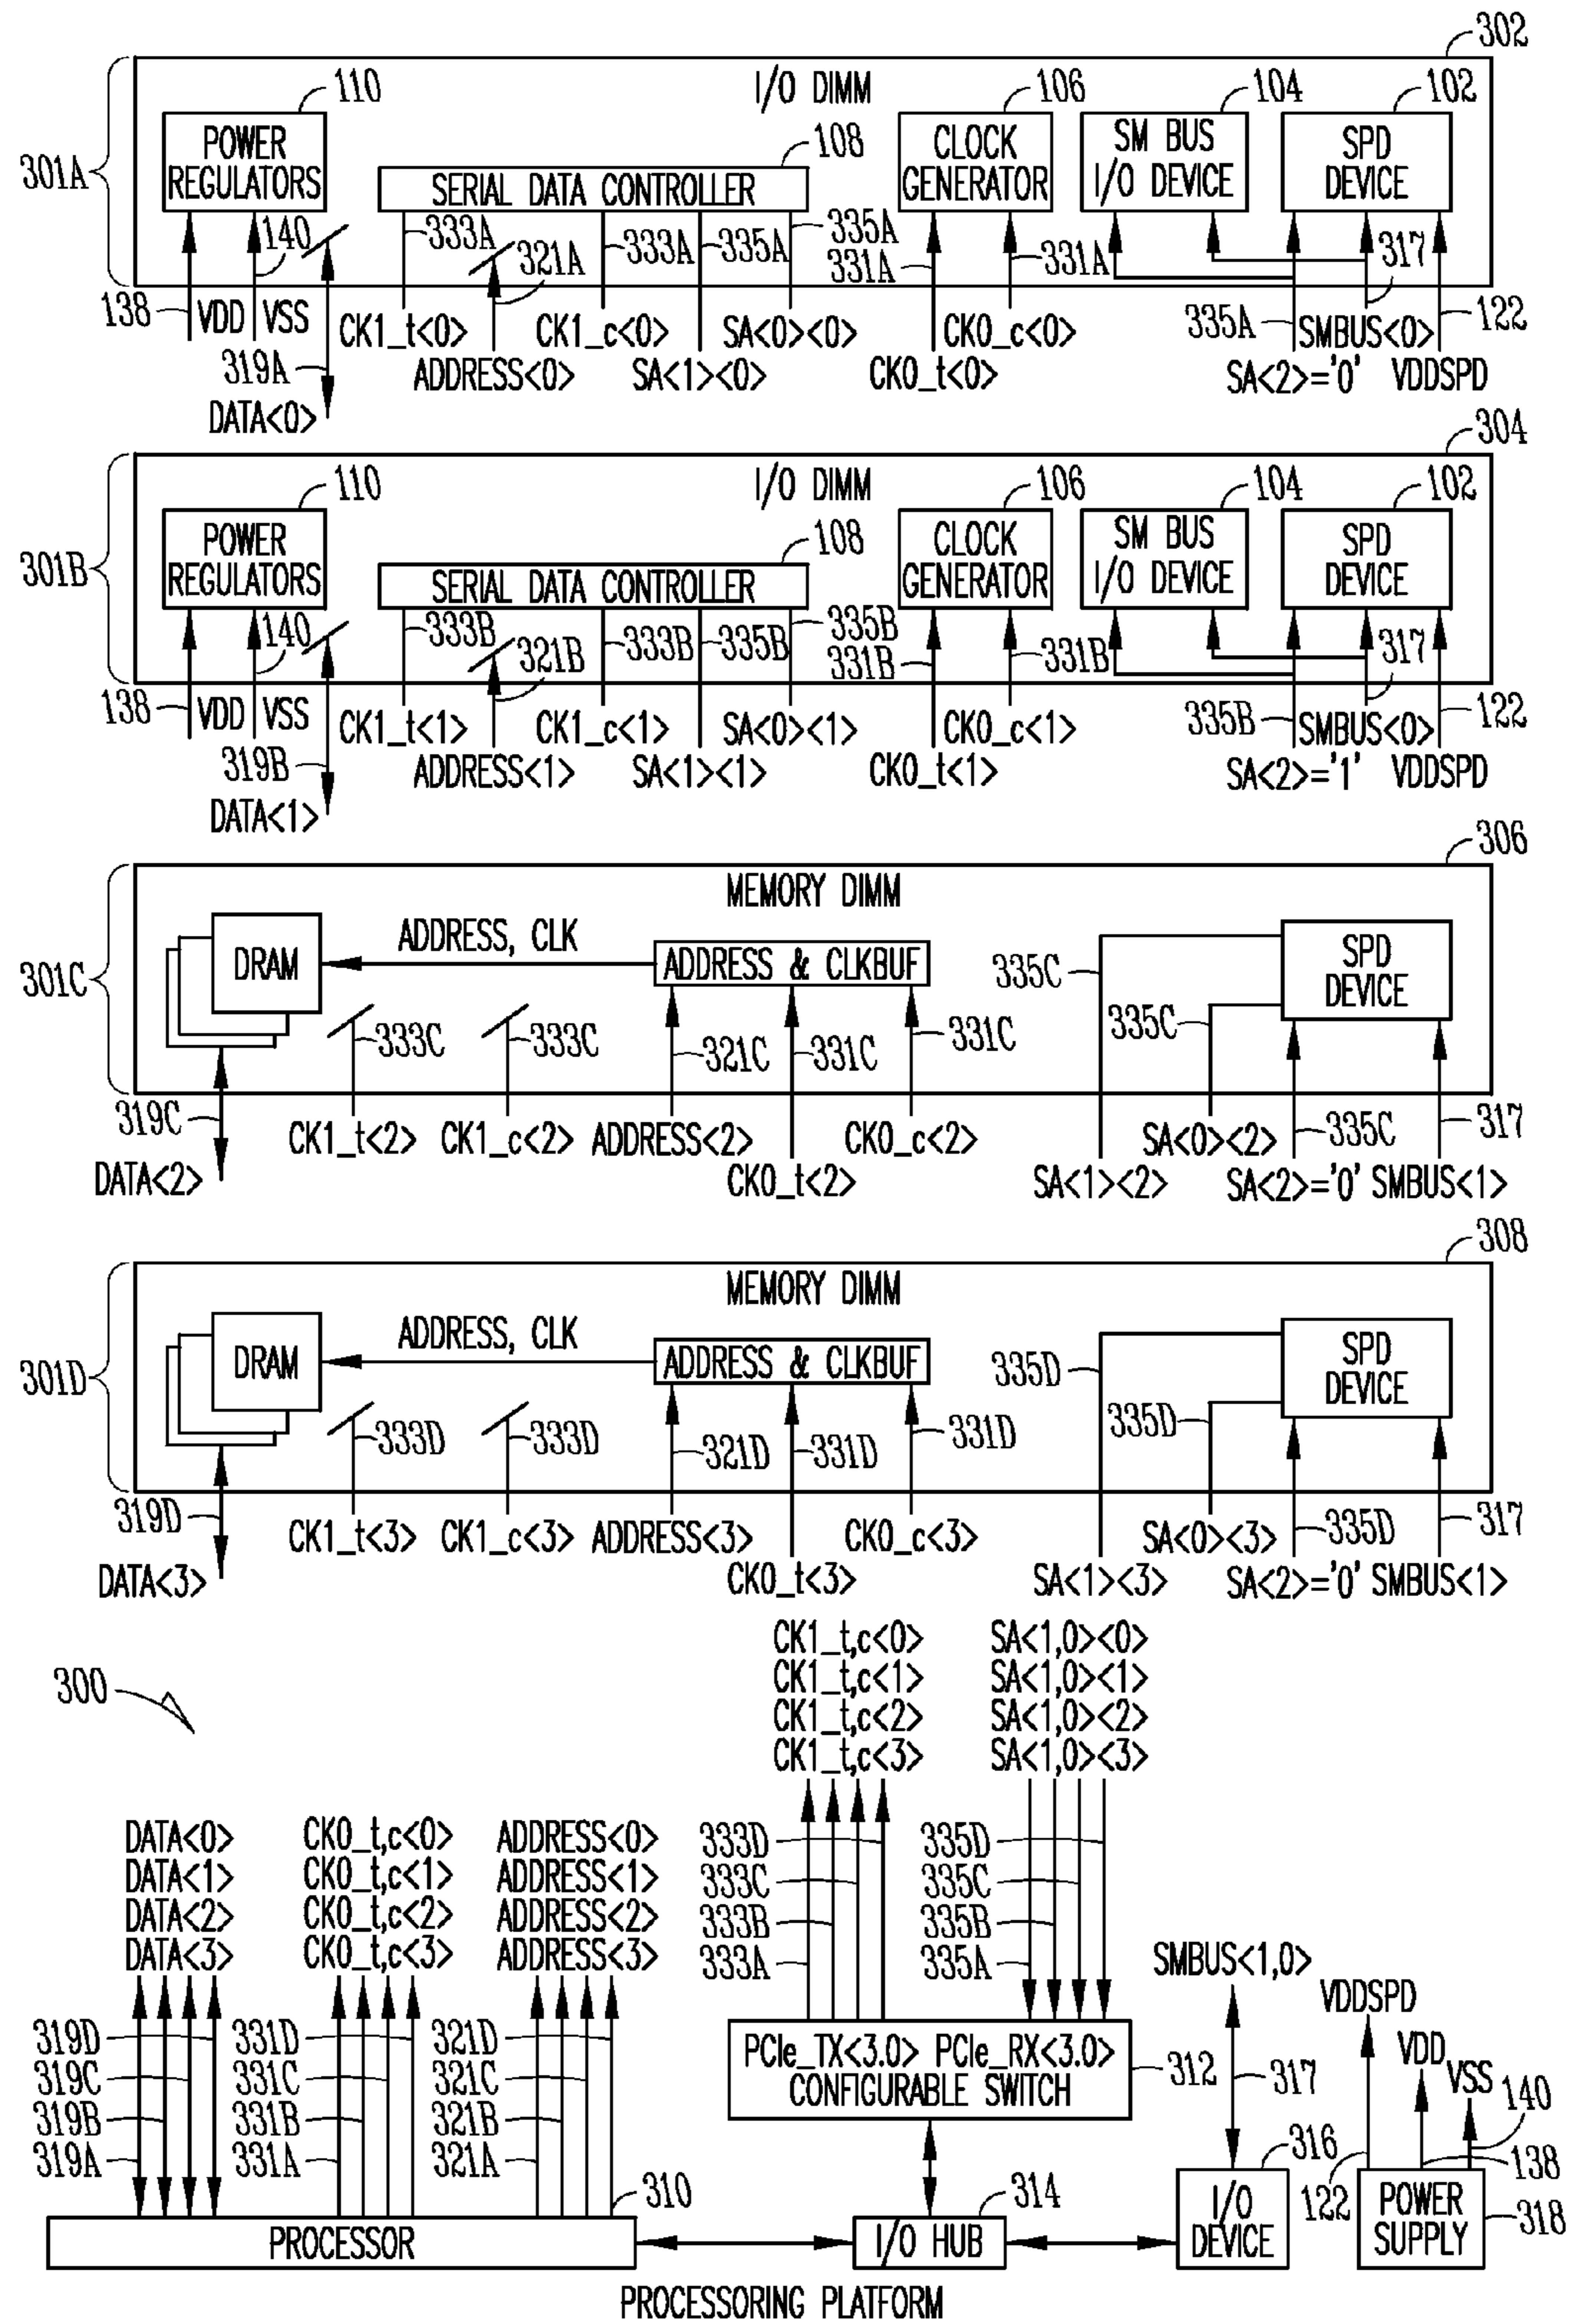 302
I/O DIMM
110
106
104
102
POWER
REGULATORS
108
SERIAL DATA CONTROLLER
CLOCK
GENERATOR
SM BUS
I/O DEVICE
SPD
DEVICE
301A
140
333A
321A
333A
335A
335A
331A
331A
317
138
VDD
VSS
CK1_t<0>
CK1_c<0>
SA<0><0>
CK0_c<0>
335A
SMBUS<0>
122
319A
ADDRESS<0>
SA<1><0>
CK0_t<0>
SA<2>='0'
VDDSPD
DATA<0>
304
I/O DIMM
110
106
104
102
POWER
REGULATORS
108
SERIAL DATA CONTROLLER
CLOCK
GENERATOR
SM BUS
I/O DEVICE
SPD
DEVICE
301B
140
333B
321B
333B
335B
335B
331B
331B
317
138
VDD
VSS
CK1_t<1>
CK1_c<1>
SA<0><1>
CK0_c<1>
335B
SMBUS<0>
122
319B
ADDRESS<1>
SA<1><1>
CK0_t<1>
SA<2>='1'
VDDSPD
DATA<1>
306
MEMORY DIMM
DRAM
ADDRESS, CLK
ADDRESS & CLKBUF
SPD
DEVICE
301C
335C
335C
333C
333C
321C
331C
331C
319C
CK1_t<2>
CK1_c<2>
ADDRESS<2>
CK0_c<2>
SA<0><2>
335C
317
DATA<2>
CK0_t<2>
SA<1><2>
SA<2>='0'
SMBUS<1>
308
MEMORY DIMM
DRAM
ADDRESS, CLK
ADDRESS & CLKBUF
SPD
DEVICE
301D
335D
335D
333D
333D
321D
331D
331D
319D
CK1_t<3>
CK1_c<3>
ADDRESS<3>
CK0_c<3>
SA<0><3>
335D
317
DATA<3>
CK0_t<3>
SA<1><3>
SA<2>='0'
SMBUS<1>
300
CK1_t,c<0>
CK1_t,c<1>
CK1_t,c<2>
CK1_t,c<3>
SA<1,0><0>
SA<1,0><1>
SA<1,0><2>
SA<1,0><3>
DATA<0>
DATA<1>
DATA<2>
DATA<3>
CK0_t,c<0>
CK0_t,c<1>
CK0_t,c<2>
CK0_t,c<3>
ADDRESS<0>
ADDRESS<1>
ADDRESS<2>
ADDRESS<3>
333D
333C
333B
333A
335D
335C
335B
335A
SMBUS<1,0>
VDDSPD
VDD
VSS
140
319D
319C
319B
319A
331D
331C
331B
331A
321D
321C
321B
321A
PCIe_TX<3.0> PCIe_RX<3.0>
CONFIGURABLE SWITCH
312
317
316
138
122
310
314
PROCESSOR
I/O HUB
I/O
DEVICE
POWER
SUPPLY
318
PROCESSORING PLATFORM